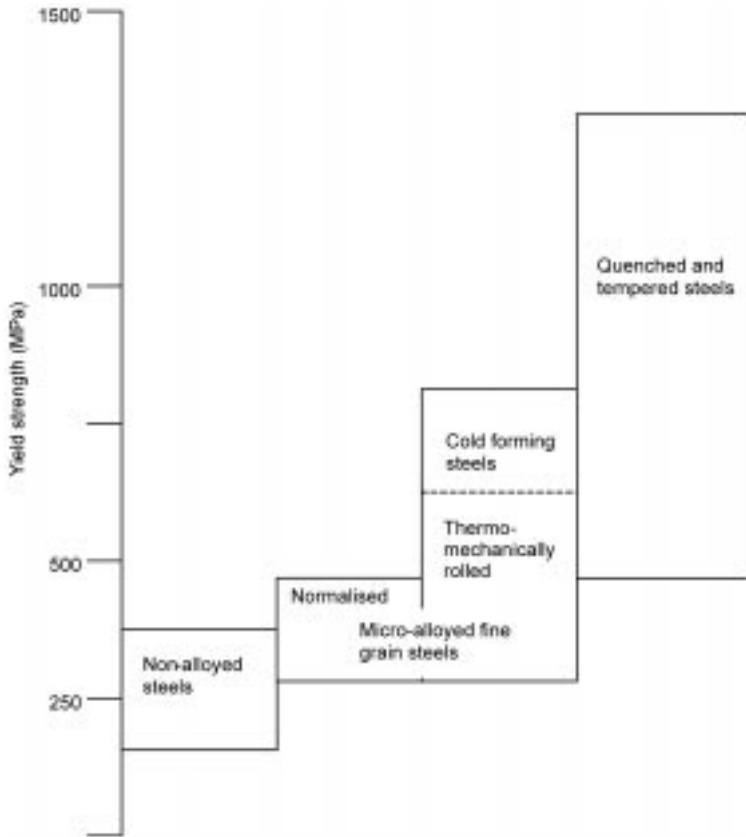 1500
Quenched and
tempered steels
1000
Yield strength (MPa)
Cold forming
steels
Thermo-
mechanically
rolled
500
Normalised
Micro-alloyed fine
grain steels
Non-alloyed
steels
250